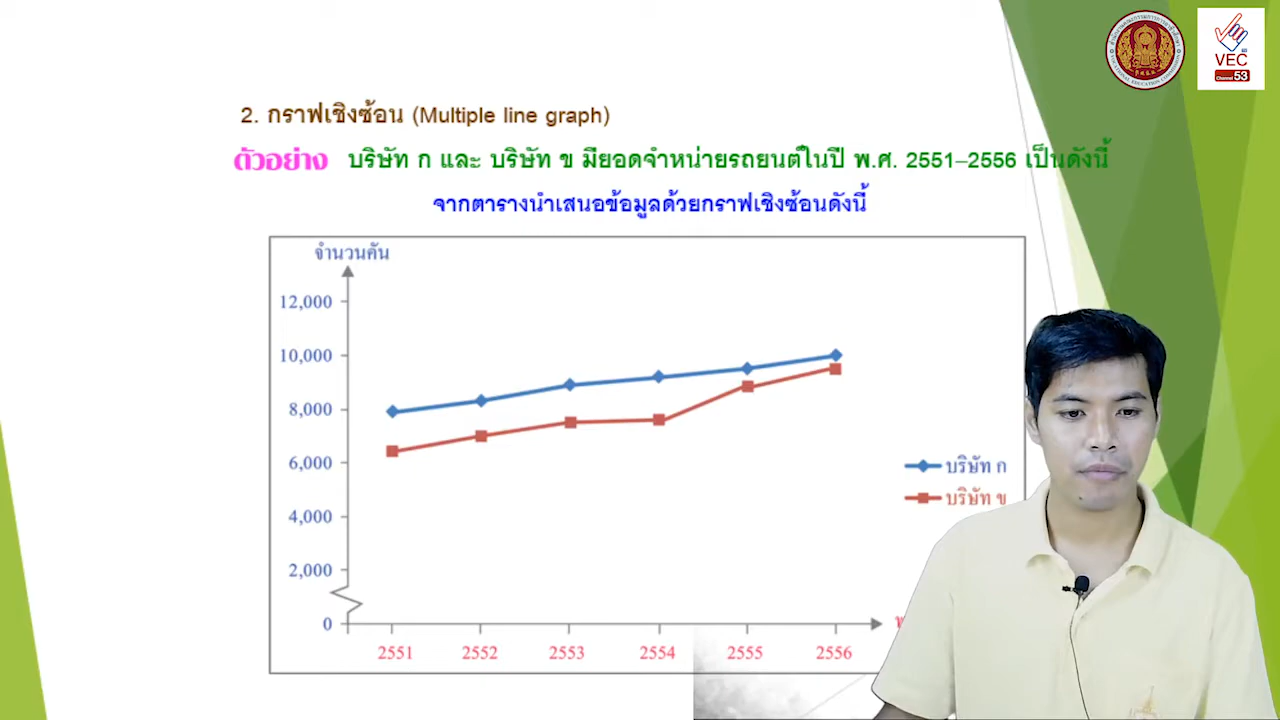 VEC
Channel 53
2. กราฟเชิงซ้อน (Multiple line graph)
ตัวอย่าง บริษัท ก และ บริษัท ข มียอดจำหน่ายรถยนต์ในปี พ.ศ. 2551–2556 เป็นดังนี้
จากตารางนำเสนอข้อมูลด้วยกราฟเชิงซ้อนดังนี้
จำนวนคัน
12,000
10,000
8,000
6,000
4,000
2,000
0
บริษัท ก
บริษัท ข
2551 2552 2553 2554 2555 2556